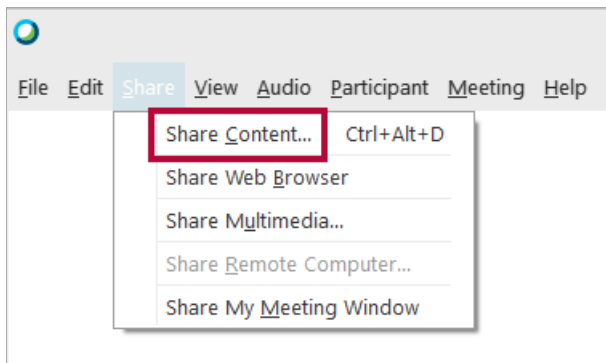 File Edit Share View Audio Participant Meeting Help
Share Content... Ctrl+Alt+D
Share Web Browser
Share Multimedia...
Share Remote Computer...
Share My Meeting Window